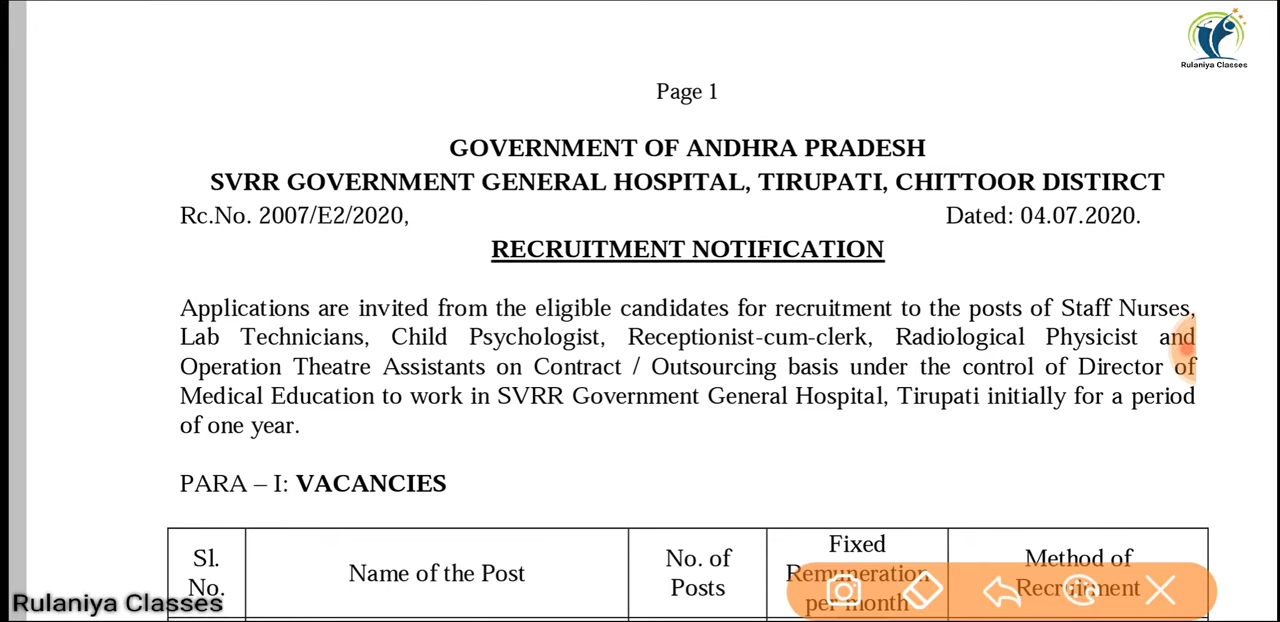 Rulaniya Classes
Page 1
GOVERNMENT OF ANDHRA PRADESH
SVRR GOVERNMENT GENERAL HOSPITAL, TIRUPATI, CHITTOOR DISTIRCT
Rc.No. 2007/E2/2020, Dated: 04.07.2020.
RECRUITMENT NOTIFICATION
Applications are invited from the eligible candidates for recruitment to the posts of Staff Nurses,
Lab Technicians, Child Psychologist, Receptionist-cum-clerk, Radiological Physicist and
Operation Theatre Assistants on Contract / Outsourcing basis under the control of Director of
Medical Education to work in SVRR Government General Hospital, Tirupati initially for a period
of one year.
PARA – I: VACANCIES
Sl.
No.
Name of the Post
No. of
Posts
Fixed
Remuneration
per month
Method of
Recruitment
Rulaniya Classes